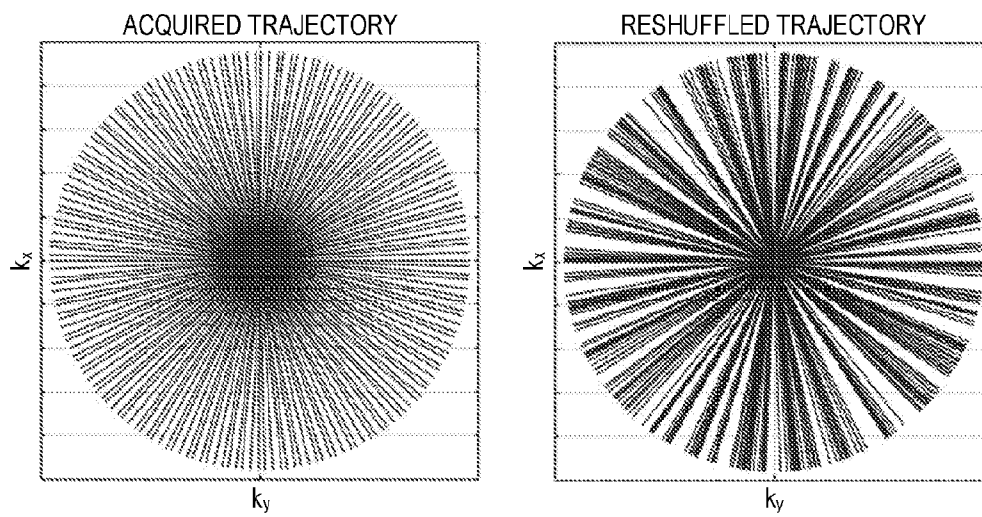 ACQUIRED TRAJECTORY
kx
ky
RESHUFFLED TRAJECTORY
kx
ky